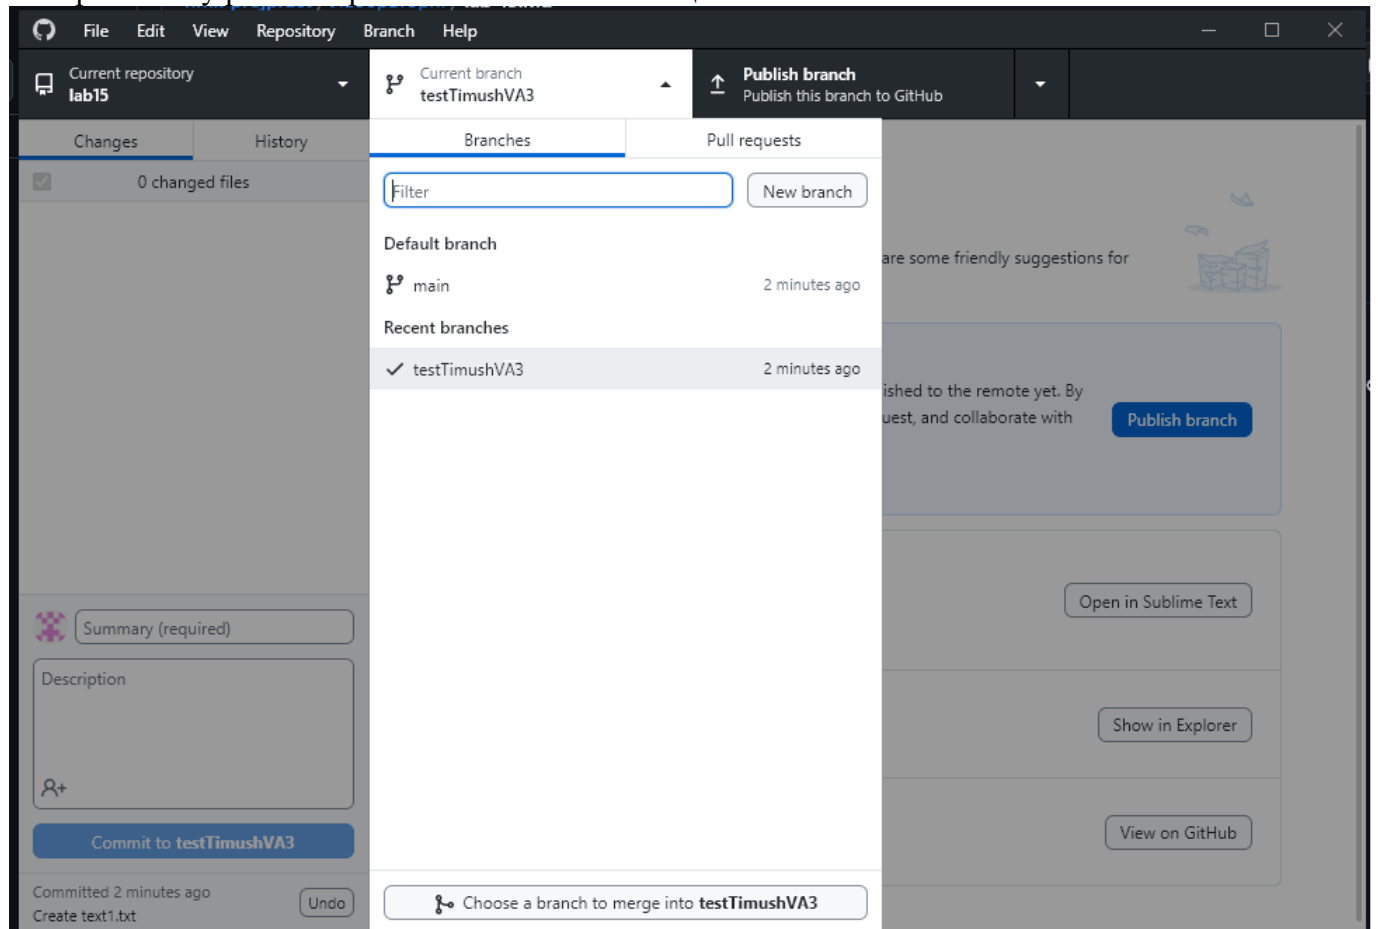 File Edit View Repository Branch Help
Current repository
lab15
Current branch
testTimushVA3
Publish branch
Publish this branch to GitHub
Changes
History
0 changed files
Branches
Pull requests
Filter
New branch
Default branch
main
2 minutes ago
Recent branches
testTimushVA3
2 minutes ago
are some friendly suggestions for
ished to the remote yet. By
uest, and collaborate with
Publish branch
Open in Sublime Text
Show in Explorer
View on GitHub
Summary (required)
Description
Commit to testTimushVA3
Committed 2 minutes ago
Create text1.txt
Undo
Choose a branch to merge into testTimushVA3